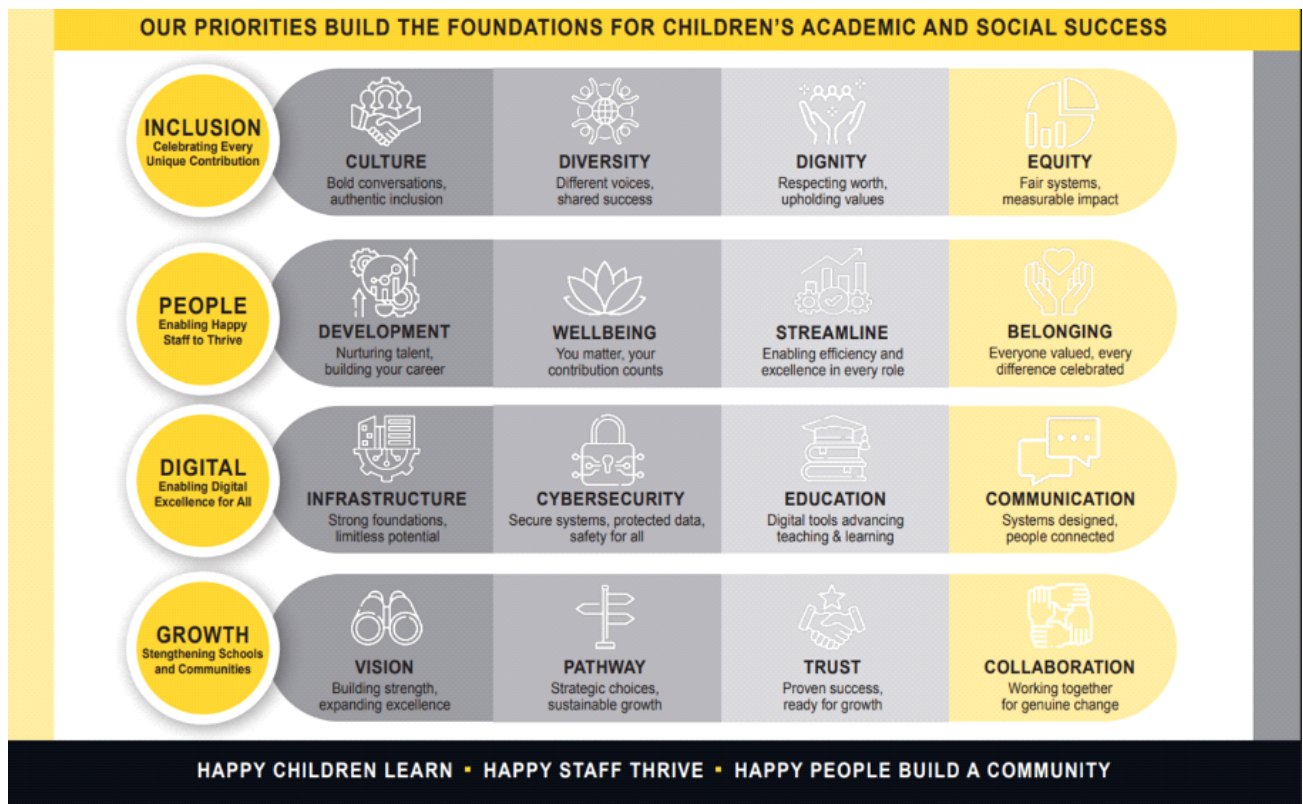 OUR PRIORITIES BUILD THE FOUNDATIONS FOR CHILDREN'S ACADEMIC AND SOCIAL SUCCESS
INCLUSION
Celebrating Every
Unique Contribution
CULTURE
Bold conversations,
authentic inclusion
DIVERSITY
Different voices,
shared success
DIGNITY
Respecting worth,
upholding values
EQUITY
Fair systems,
measurable impact
PEOPLE
Enabling Happy
Staff to Thrive
DEVELOPMENT
Nurturing talent,
building your career
WELLBEING
You matter, your
contribution counts
STREAMLINE
Enabling efficiency and
excellence in every role
BELONGING
Everyone valued, every
difference celebrated
DIGITAL
Enabling Digital
Excellence for All
INFRASTRUCTURE
Strong foundations,
limitless potential
CYBERSECURITY
Secure systems, protected data,
safety for all
EDUCATION
Digital tools advancing
teaching & learning
COMMUNICATION
Systems designed,
people connected
GROWTH
Stengthening Schools
and Communities
VISION
Building strength,
expanding excellence
PATHWAY
Strategic choices,
sustainable growth
TRUST
Proven success,
ready for growth
COLLABORATION
Working together
for genuine change
HAPPY CHILDREN LEARN ▪ HAPPY STAFF THRIVE ▪ HAPPY PEOPLE BUILD A COMMUNITY